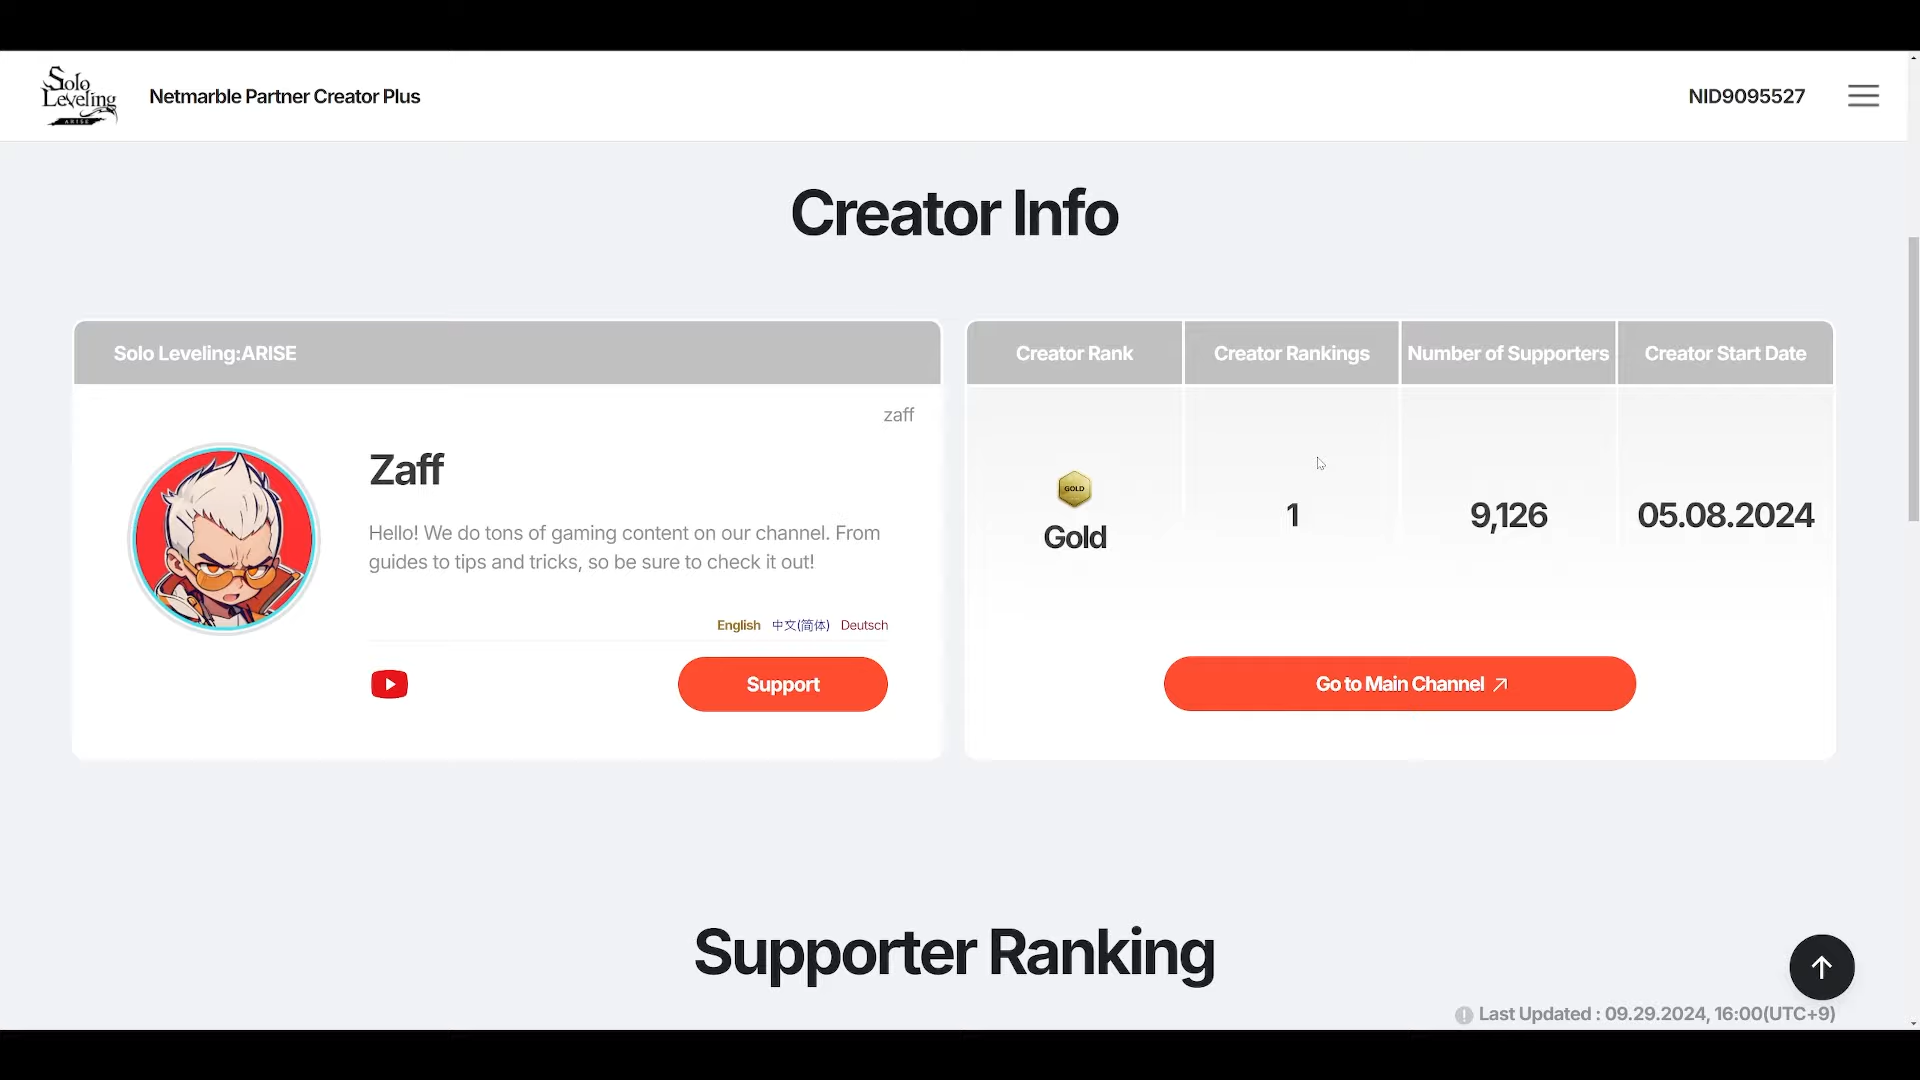 Solo
Leveling
ARISE
Netmarble Partner Creator Plus
NID9095527
Creator Info
Solo Leveling:ARISE
zaff
Zaff
Hello! We do tons of gaming content on our channel. From
guides to tips and tricks, so be sure to check it out!
English 中文(简体) Deutsch
Support
Creator Rank Creator Rankings Number of Supporters Creator Start Date
GOLD
Gold 1 9,126 05.08.2024
Go to Main Channel
Supporter Ranking
Last Updated : 09.29.2024, 16:00(UTC+9)